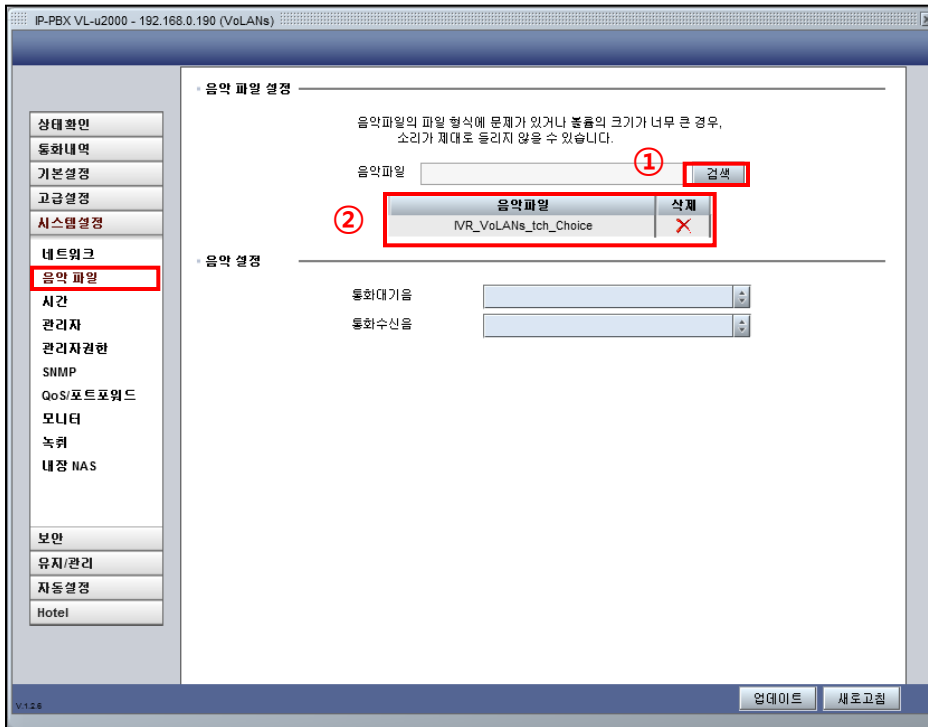 IP-PBX VL-u2000 - 192.168.0.190 (VoLANs)
상태확인
통화내역
기본설정
고급설정
시스템설정
네트워크
음악 파일
시간
관리자
관리자권한
SNMP
QoS/포트포워드
모니터
녹취
내장 NAS
보안
유지/관리
자동설정
Hotel
음악 파일 설정
음악파일의 파일 형식에 문제가 있거나 볼륨의 크기가 너무 큰 경우,
소리가 제대로 들리지 않을 수 있습니다.
①
음악파일 검색
②
음악파일 삭제
IVR_VoLANs_tch_Choice
음악 설정
통화대기음
통화수신음
업데이트 새로고침
V.1.2.6